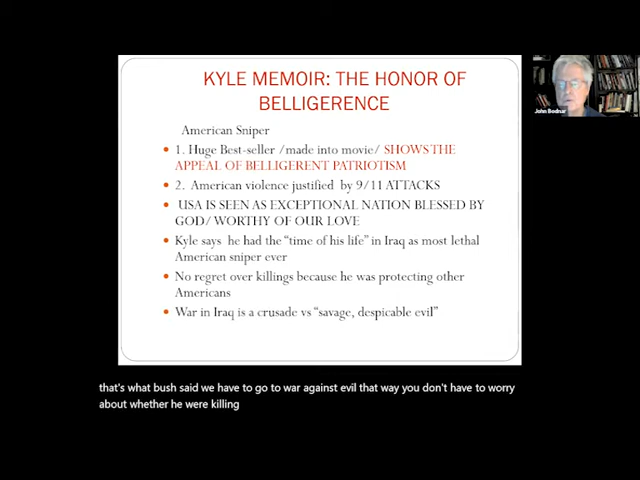 KYLE MEMOIR: THE HONOR OF
BELLIGERENCE
American Sniper
1. Huge Best-seller /made into movie/ SHOWS THE
APPEAL OF BELLIGERENT PATRIOTISM
2. American violence justified by 9/11 ATTACKS
USA IS SEEN AS EXCEPTIONAL NATION BLESSED BY
GOD/ WORTHY OF OUR LOVE
Kyle says he had the “time of his life” in Iraq as most lethal
American sniper ever
No regret over killings because he was protecting other
Americans
War in Iraq is a crusade vs “savage, despicable evil”
John Bodnar
that's what bush said we have to go to war against evil that way you don't have to worry
about whether he were killing